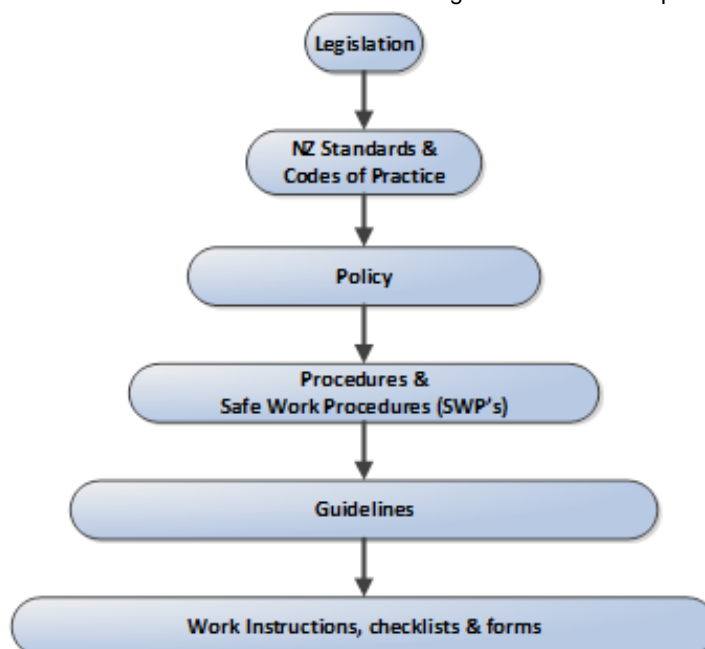 Legislation
NZ Standards &
Codes of Practice
Policy
Procedures &
Safe Work Procedures (SWP's)
Guidelines
Work Instructions, checklists & forms